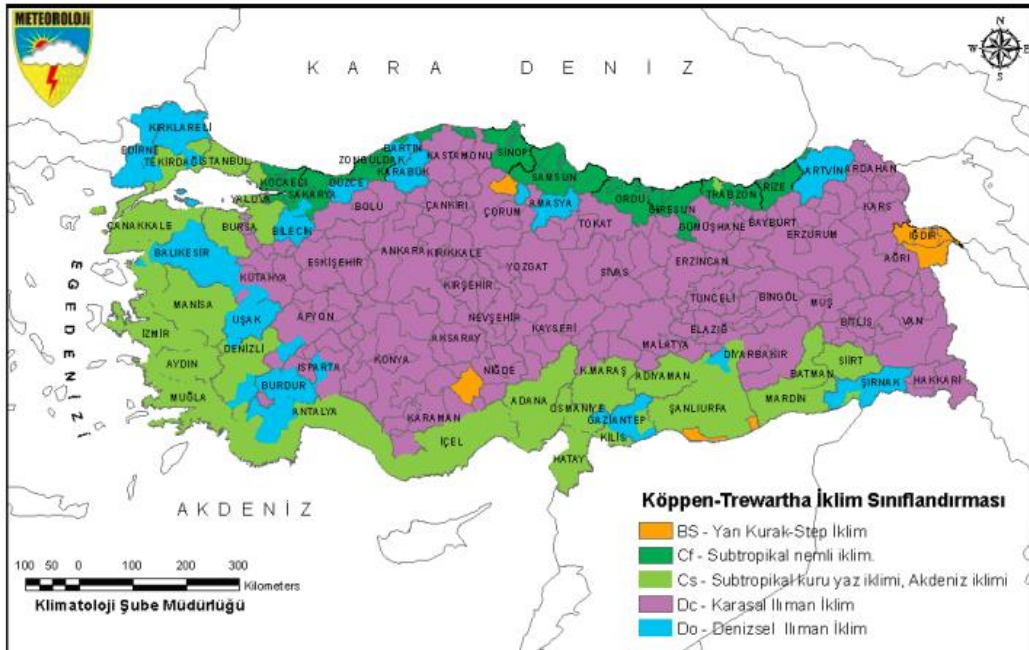 METEOROLOJİ
KARA DENİZ
N
W E
S
KIRKLARELİ
EDİRNE
TEKİRDAĞ
İSTANBUL
KOCAELİ
YALOVA
SAKARYA
DÜZCE
ZONGULDAK
BARTIN
KARABÜK
KASTAMONU
SİNOP
SAMSUN
ORDU
GİRESUN
TRABZON
RİZE
ARTVİN
ARDAHAN
KARS
IĞDIR
AĞRI
ÇANAKKALE
BURSA
BİLECİK
BOLU
ÇANKIRI
ÇORUM
AMASYA
TOKAT
GÜMÜŞHANE
BAYBURT
ERZURUM
BALIKESİR
KÜTAHYA
ESKİŞEHİR
ANKARA
KIRIKKALE
YOZGAT
SİVAS
ERZİNCAN
EGE DENİZİ
MANİSA
UŞAK
AFYON
KIRŞEHİR
NEVŞEHİR
KAYSERİ
TUNCELİ
BİNGÖL
MUŞ
ELAZIĞ
BİTLİS
VAN
İZMİR
AYDIN
DENİZLİ
ISPARTA
KONYA
AKSARAY
NİĞDE
MALATYA
DİYARBAKIR
BATMAN
SİİRT
ŞIRNAK
HAKKARİ
MUĞLA
BURDUR
ANTALYA
KARAMAN
İÇEL
ADANA
OSMANİYE
K.MARAŞ
ADIYAMAN
GAZİANTEP
KİLİS
ŞANLIURFA
MARDİN
HATAY
AKDENİZ
100 50 0 100 200 300
Kilometers
Klimatoloji Şube Müdürlüğü
Köppen-Trewartha İklim Sınıflandırması
BS - Yarı Kurak-Step İklim
Cf - Subtropikal nemli iklim.
Cs - Subtropikal kuru yaz iklimi, Akdeniz iklimi
Dc - Karasal Ilıman İklim
Do - Denizsel Ilıman İklim